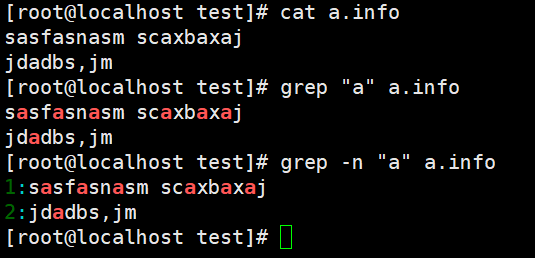 [root@localhost test]# cat a.info
sasfasnasm scaxbaxaj
jdadbs,jm
[root@localhost test]# grep "a" a.info
sasfasnasm scaxbaxaj
jdadbs,jm
[root@localhost test]# grep -n "a" a.info
1:sasfasnasm scaxbaxaj
2:jdadbs,jm
[root@localhost test]#